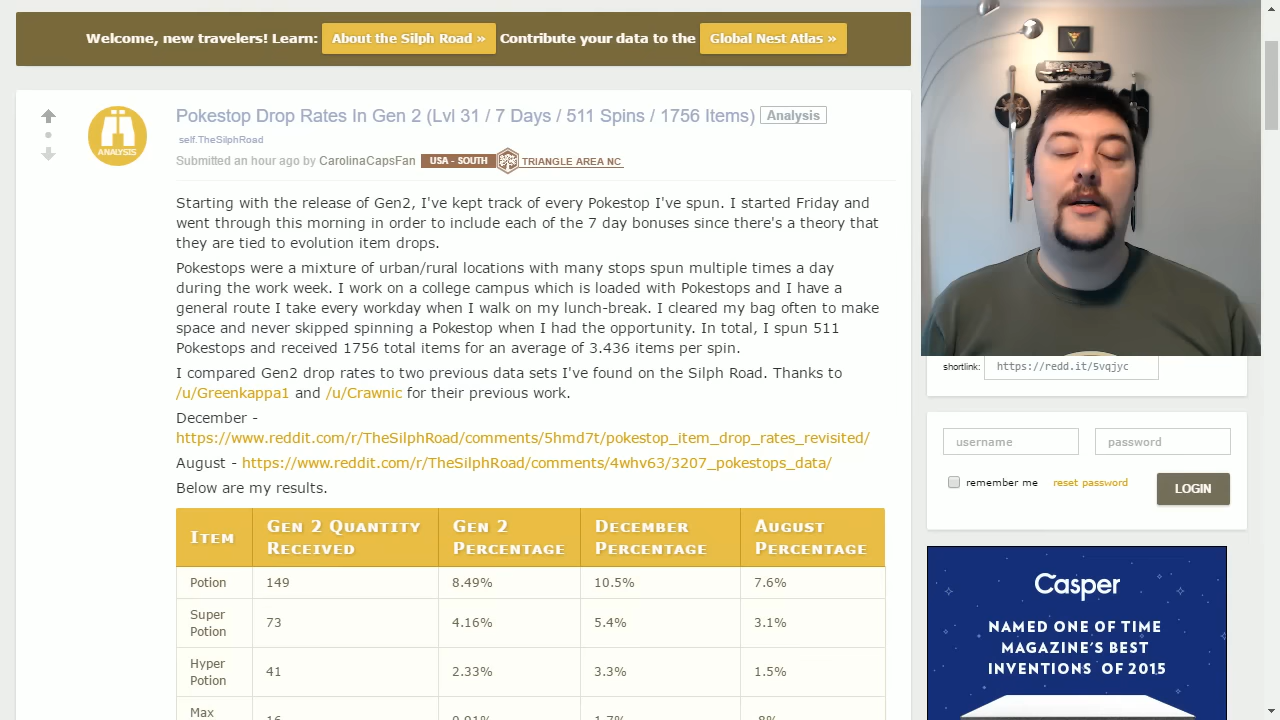 Welcome, new travelers! Learn: About the Silph Road » Contribute your data to the Global Nest Atlas »
Pokestop Drop Rates In Gen 2 (Lvl 31 / 7 Days / 511 Spins / 1756 Items) Analysis
ANALYSIS
self.TheSilphRoad
Submitted an hour ago by CarolinaCapsFan USA - SOUTH TRIANGLE AREA NC
Starting with the release of Gen2, I've kept track of every Pokestop I've spun. I started Friday and
went through this morning in order to include each of the 7 day bonuses since there's a theory that
they are tied to evolution item drops.
Pokestops were a mixture of urban/rural locations with many stops spun multiple times a day
during the work week. I work on a college campus which is loaded with Pokestops and I have a
general route I take every workday when I walk on my lunch-break. I cleared my bag often to make
space and never skipped spinning a Pokestop when I had the opportunity. In total, I spun 511
Pokestops and received 1756 total items for an average of 3.436 items per spin.
I compared Gen2 drop rates to two previous data sets I've found on the Silph Road. Thanks to
/u/Greenkappa1 and /u/Crawnic for their previous work.
December -
https://www.reddit.com/r/TheSilphRoad/comments/5hmd7t/pokestop_item_drop_rates_revisited/
August - https://www.reddit.com/r/TheSilphRoad/comments/4whv63/3207_pokestops_data/
Below are my results.
Item Gen 2 Quantity Received Gen 2 Percentage December Percentage August Percentage
Potion 149 8.49% 10.5% 7.6%
Super Potion 73 4.16% 5.4% 3.1%
Hyper Potion 41 2.33% 3.3% 1.5%
Max
shortlink: https://redd.it/5vqjyc
username password
remember me reset password LOGIN
Casper
NAMED ONE OF TIME
MAGAZINE'S BEST
INVENTIONS OF 2015